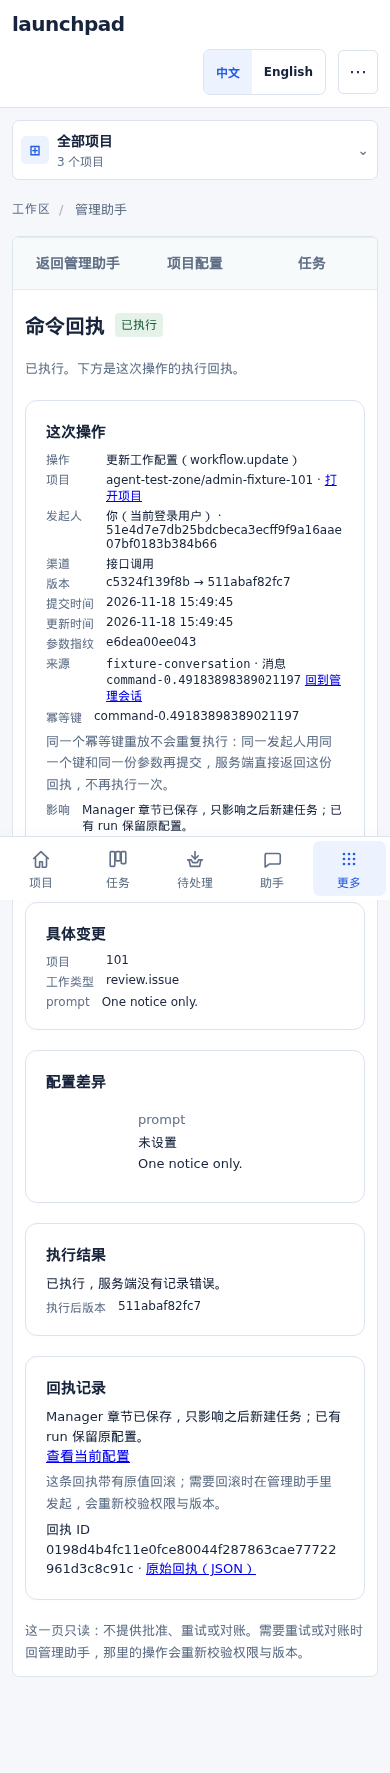 launchpad
中文 English ···
全部项目
3 个项目
工作区 / 管理助手
返回管理助手 项目配置 任务
命令回执 已执行
已执行。下方是这次操作的执行回执。
这次操作
操作 更新工作配置（workflow.update）
项目 agent-test-zone/admin-fixture-101 · 打
开项目
发起人 你（当前登录用户） ·
51e4d7e7db25bdcbeca3ecff9f9a16aae
07bf0183b384b66
渠道 接口调用
版本 c5324f139f8b → 511abaf82fc7
提交时间 2026-11-18 15:49:45
更新时间 2026-11-18 15:49:45
参数指纹 e6dea00ee043
来源 fixture-conversation · 消息
command-0.49183898389021197 回到管
理会话
幂等键 command-0.49183898389021197
同一个幂等键重放不会重复执行：同一发起人用同
一个键和同一份参数再提交，服务端直接返回这份
回执，不再执行一次。
影响 Manager 章节已保存，只影响之后新建任务；已
有 run 保留原配置。
项目 任务 待处理 助手 更多
具体变更
项目 101
工作类型 review.issue
prompt One notice only.
配置差异
prompt
未设置
One notice only.
执行结果
已执行，服务端没有记录错误。
执行后版本 511abaf82fc7
回执记录
Manager 章节已保存，只影响之后新建任务；已有
run 保留原配置。
查看当前配置
这条回执带有原值回滚；需要回滚时在管理助手里
发起，会重新校验权限与版本。
回执 ID
0198d4b4fc11e0fce80044f287863cae77722
961d3c8c91c · 原始回执（JSON）
这一页只读：不提供批准、重试或对账。需要重试或对账时
回管理助手，那里的操作会重新校验权限与版本。